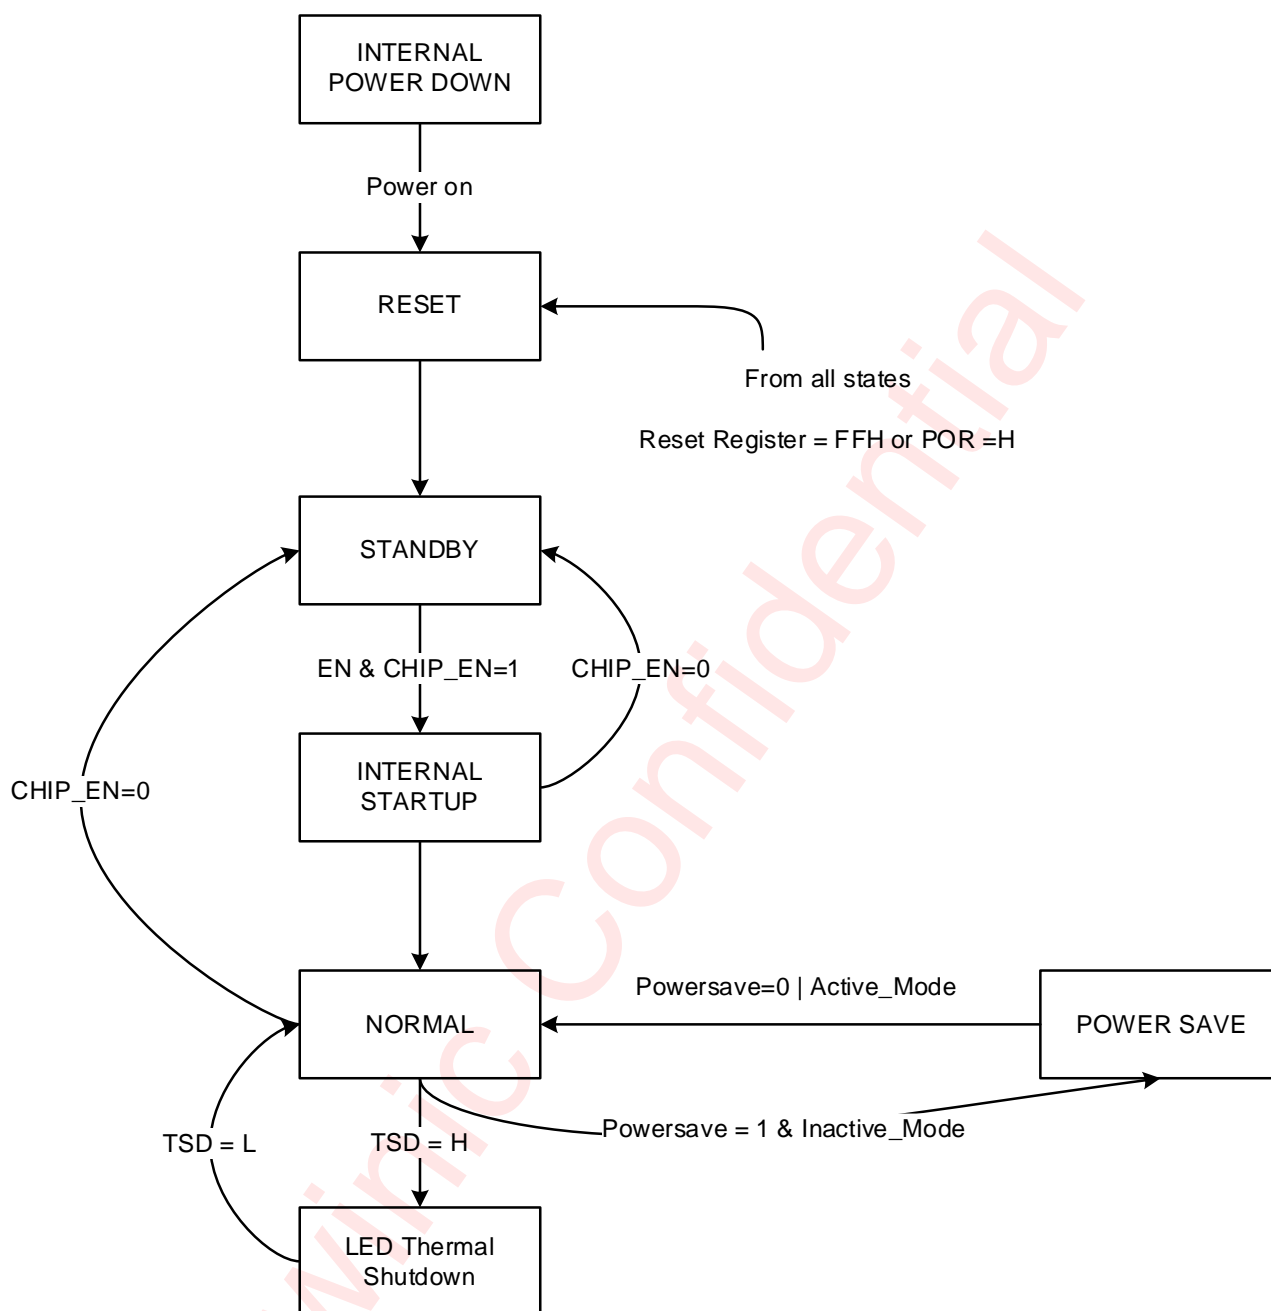 INTERNAL
POWER DOWN
Power on
RESET
From all states
Reset Register = FFH or POR =H
STANDBY
EN & CHIP_EN=1
CHIP_EN=0
INTERNAL
STARTUP
CHIP_EN=0
Powersave=0 | Active_Mode
NORMAL
POWER SAVE
Powersave = 1 & Inactive_Mode
TSD = L
TSD = H
LED Thermal
Shutdown
winic Confidential